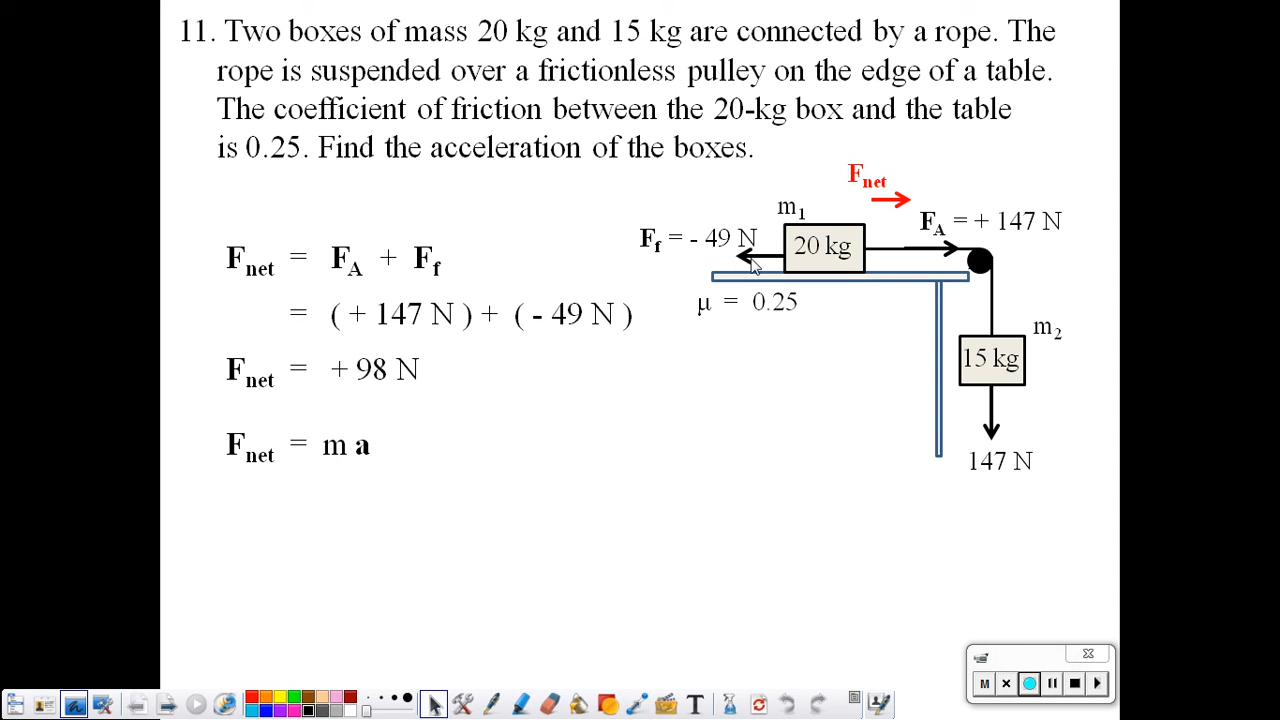 11. Two boxes of mass 20 kg and 15 kg are connected by a rope. The
rope is suspended over a frictionless pulley on the edge of a table.
The coefficient of friction between the 20-kg box and the table
is 0.25. Find the acceleration of the boxes.
Fnet
m1
FA = + 147 N
Ff = - 49 N
20 kg
Fnet = FA + Ff
μ = 0.25
= ( + 147 N ) + ( - 49 N )
m2
15 kg
Fnet = + 98 N
Fnet = m a
147 N
M
T